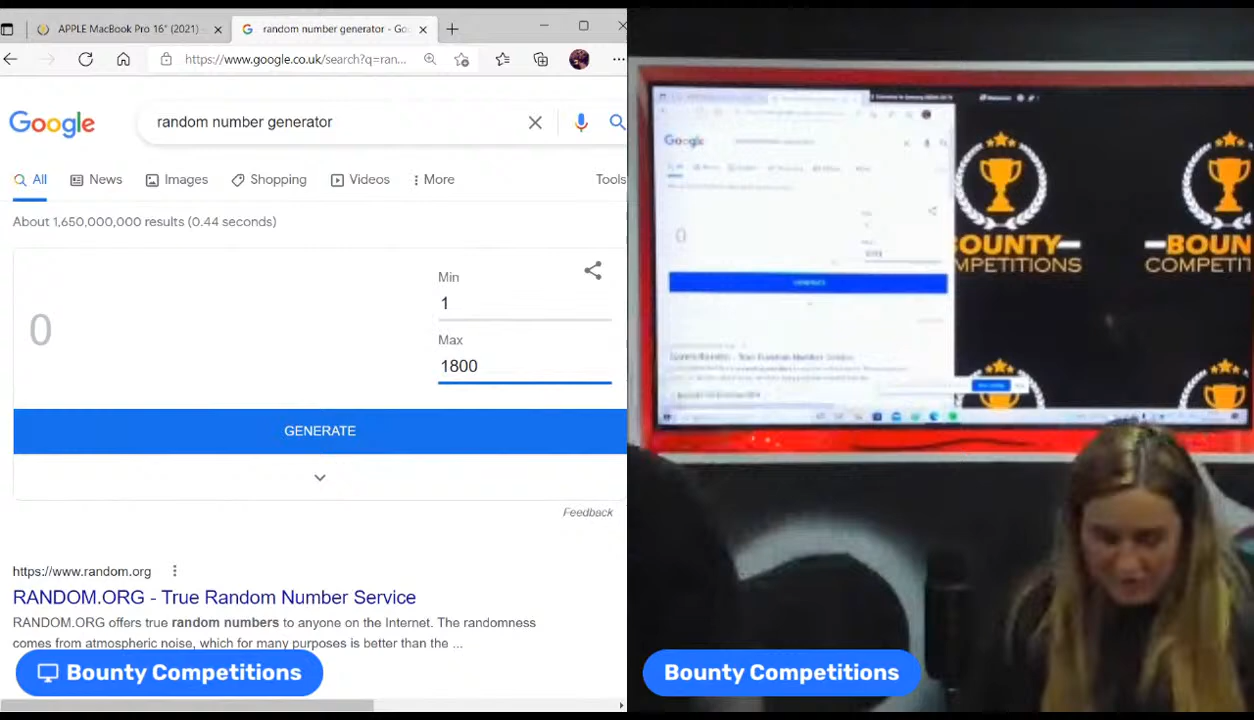 APPLE MacBook Pro 16" (2021)
random number generator - Go
https://www.google.co.uk/search?q=ran...
Google
random number generator
All
News
Images
Shopping
Videos
More
Tools
About 1,650,000,000 results (0.44 seconds)
Min
1
0
Max
1800
GENERATE
Feedback
https://www.random.org
RANDOM.ORG - True Random Number Service
RANDOM.ORG offers true random numbers to anyone on the Internet. The randomness
comes from atmospheric noise, which for many purposes is better than the ...
Bounty Competitions
Google
0
GENERATE
BOUNTY
MPETITIONS
BOUN
COMPETIT
Bounty Competitions